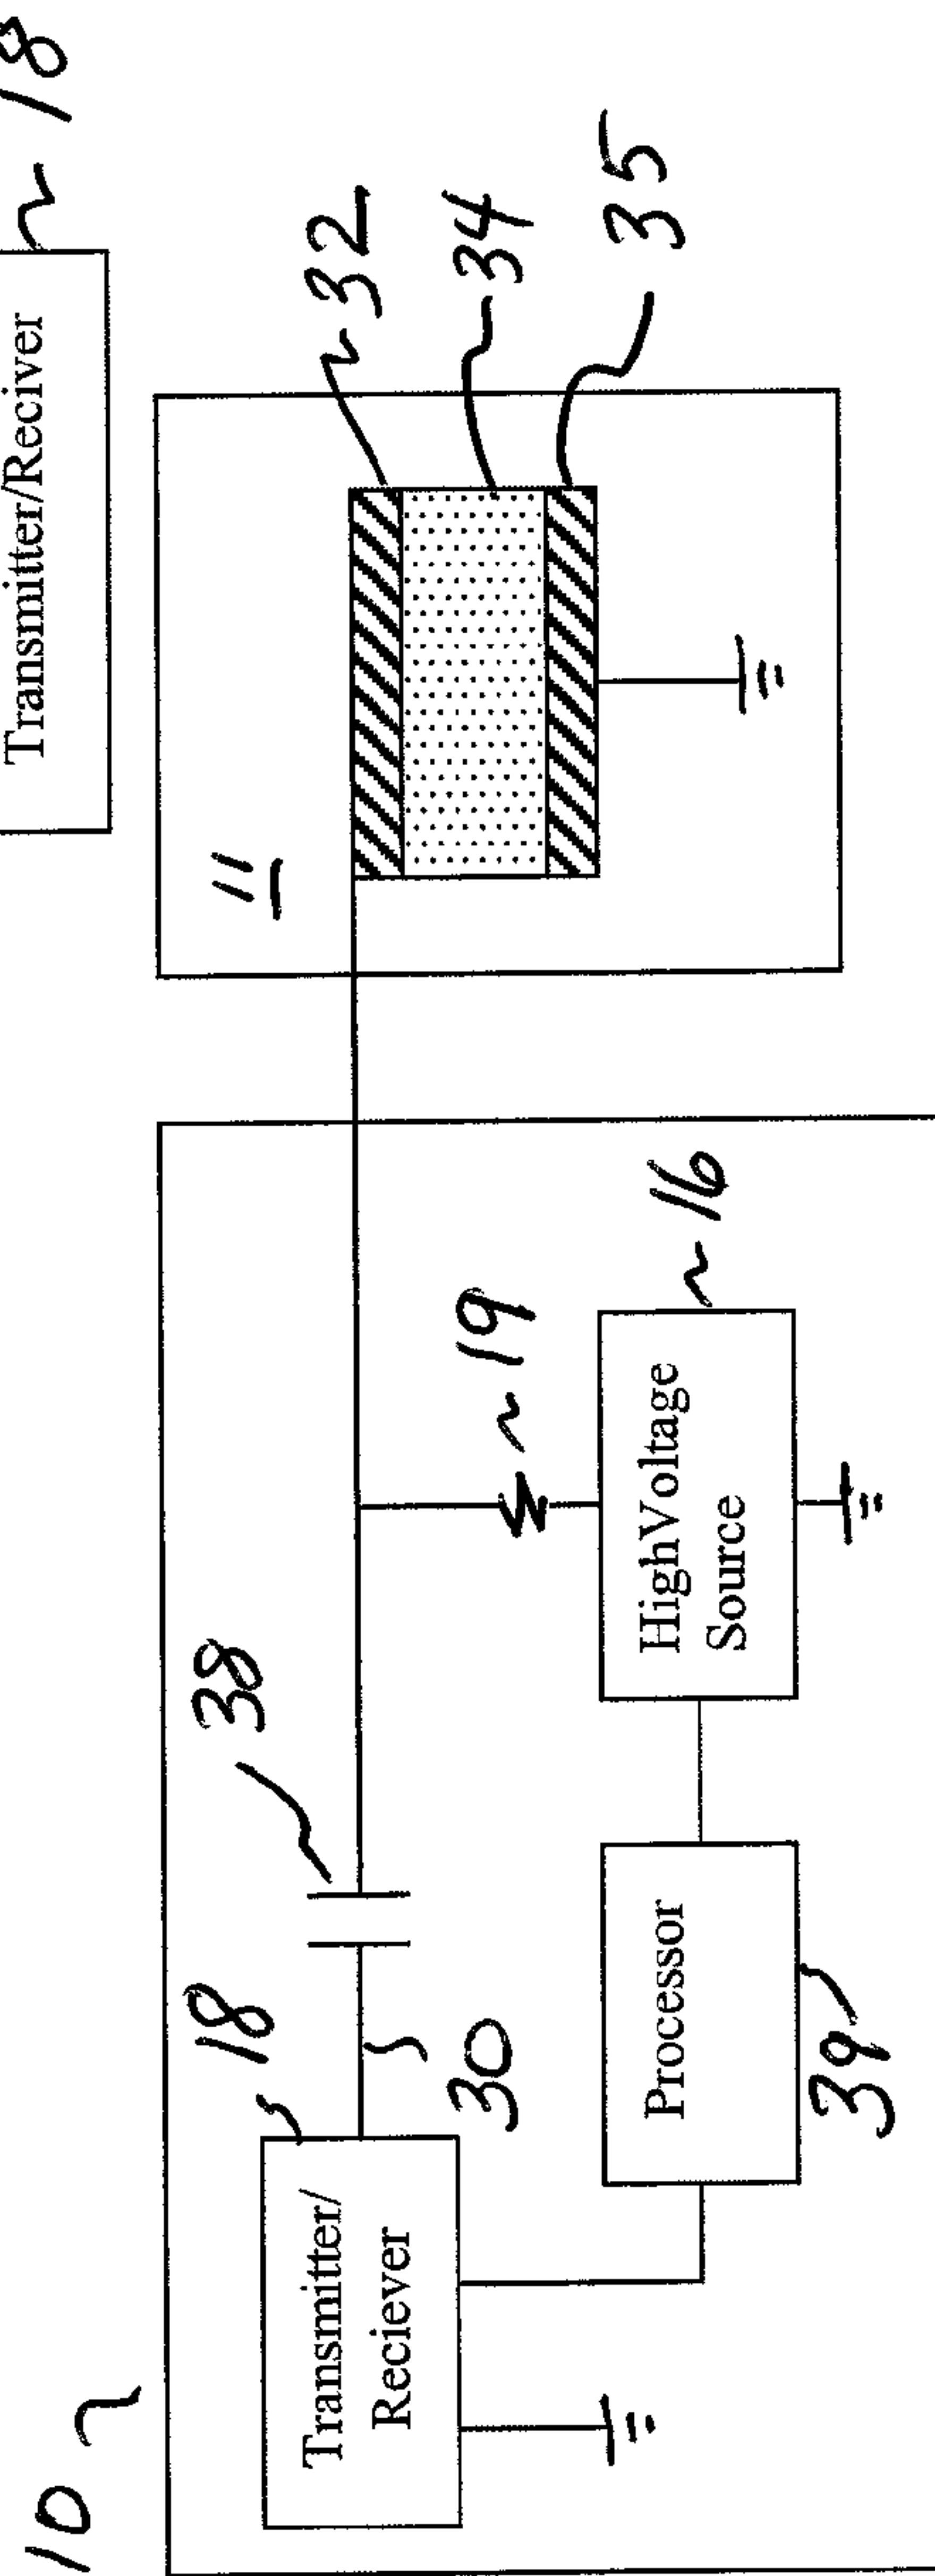 Transmitter/Reciver
18
10
18
38
30
Transmitter/
Reciever
19
HighVoltage
Source
16
Processor
39
11
32
34
35